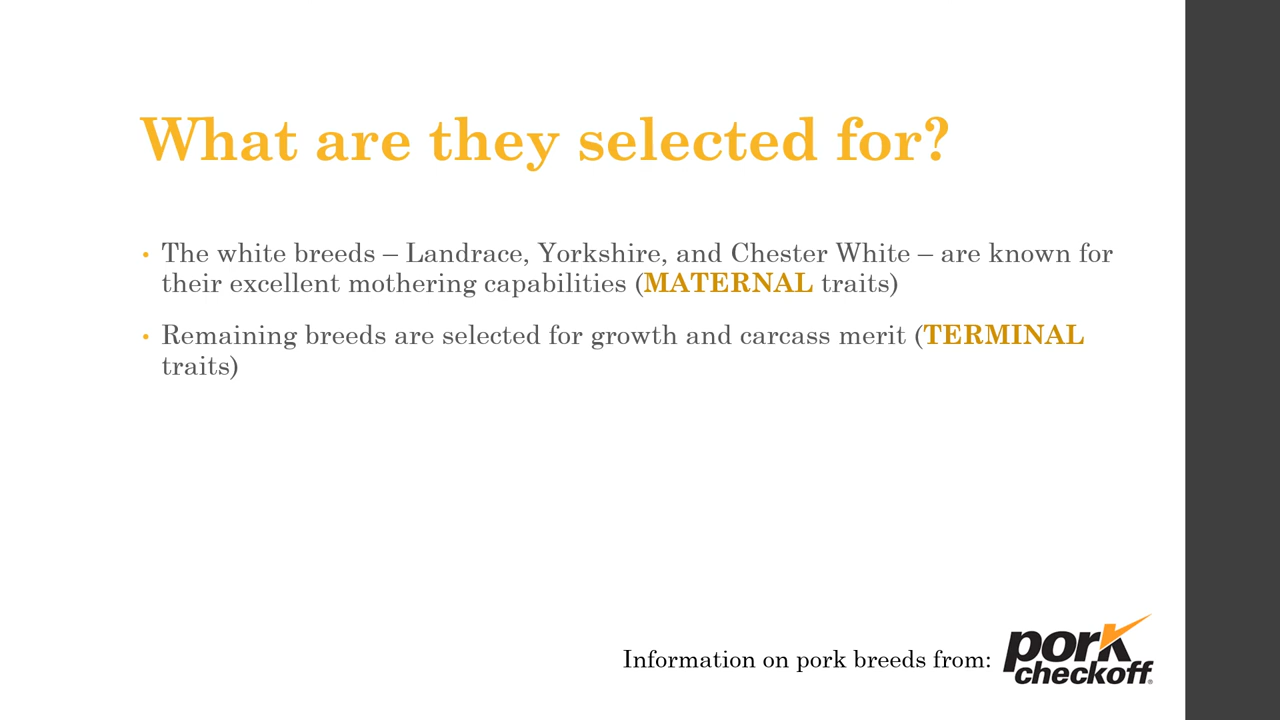 What are they selected for?
• The white breeds – Landrace, Yorkshire, and Chester White – are known for
their excellent mothering capabilities (MATERNAL traits)
• Remaining breeds are selected for growth and carcass merit (TERMINAL
traits)
Information on pork breeds from:
pork
checkoff®